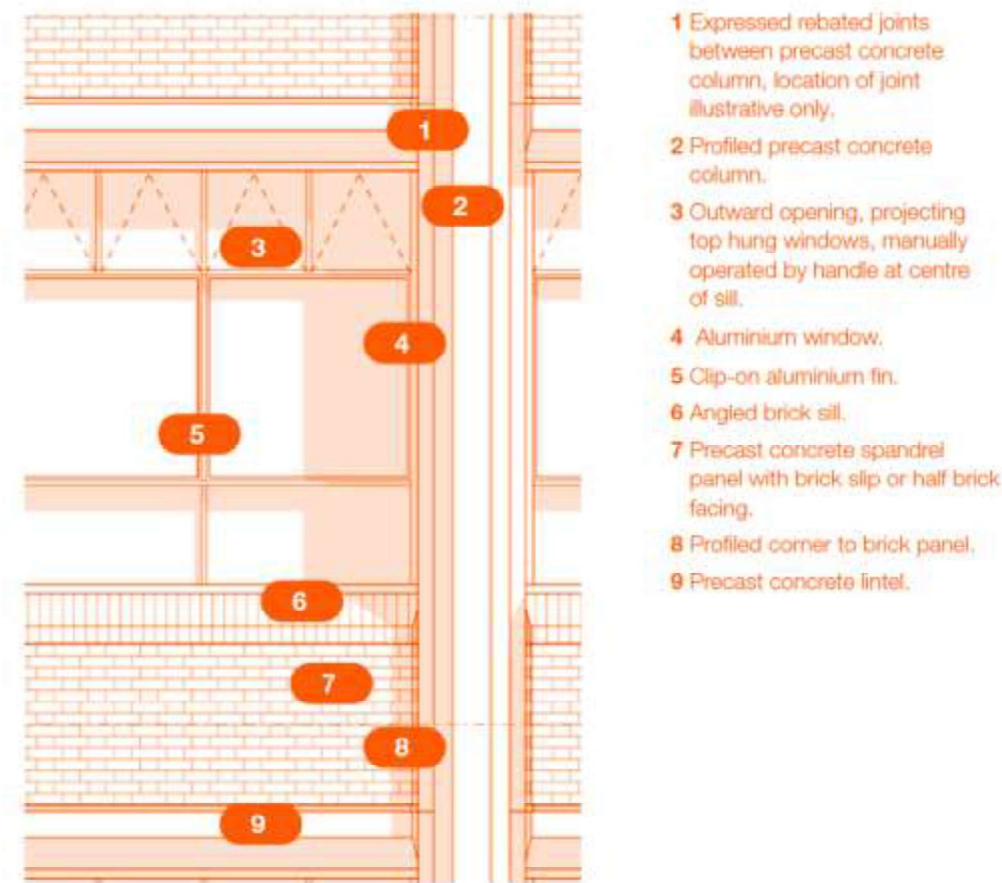 1
2
3
4
5
6
7
8
9
1 Expressed rebated joints
between precast concrete
column, location of joint
illustrative only.
2 Profiled precast concrete
column.
3 Outward opening, projecting
top hung windows, manually
operated by handle at centre
of sill.
4 Aluminium window.
5 Clip-on aluminium fin.
6 Angled brick sill.
7 Precast concrete spandrel
panel with brick slip or half brick
facing.
8 Profiled corner to brick panel.
9 Precast concrete lintel.